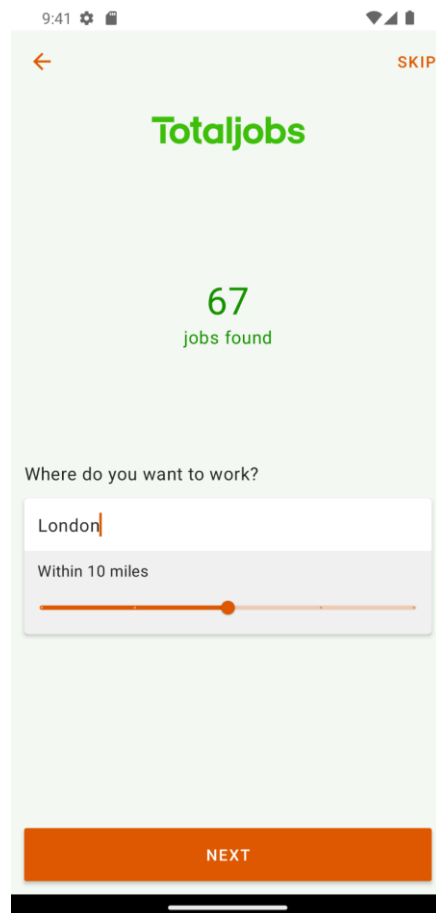 9:41
SKIP
Totaljobs
67
jobs found
Where do you want to work?
London
Within 10 miles
NEXT